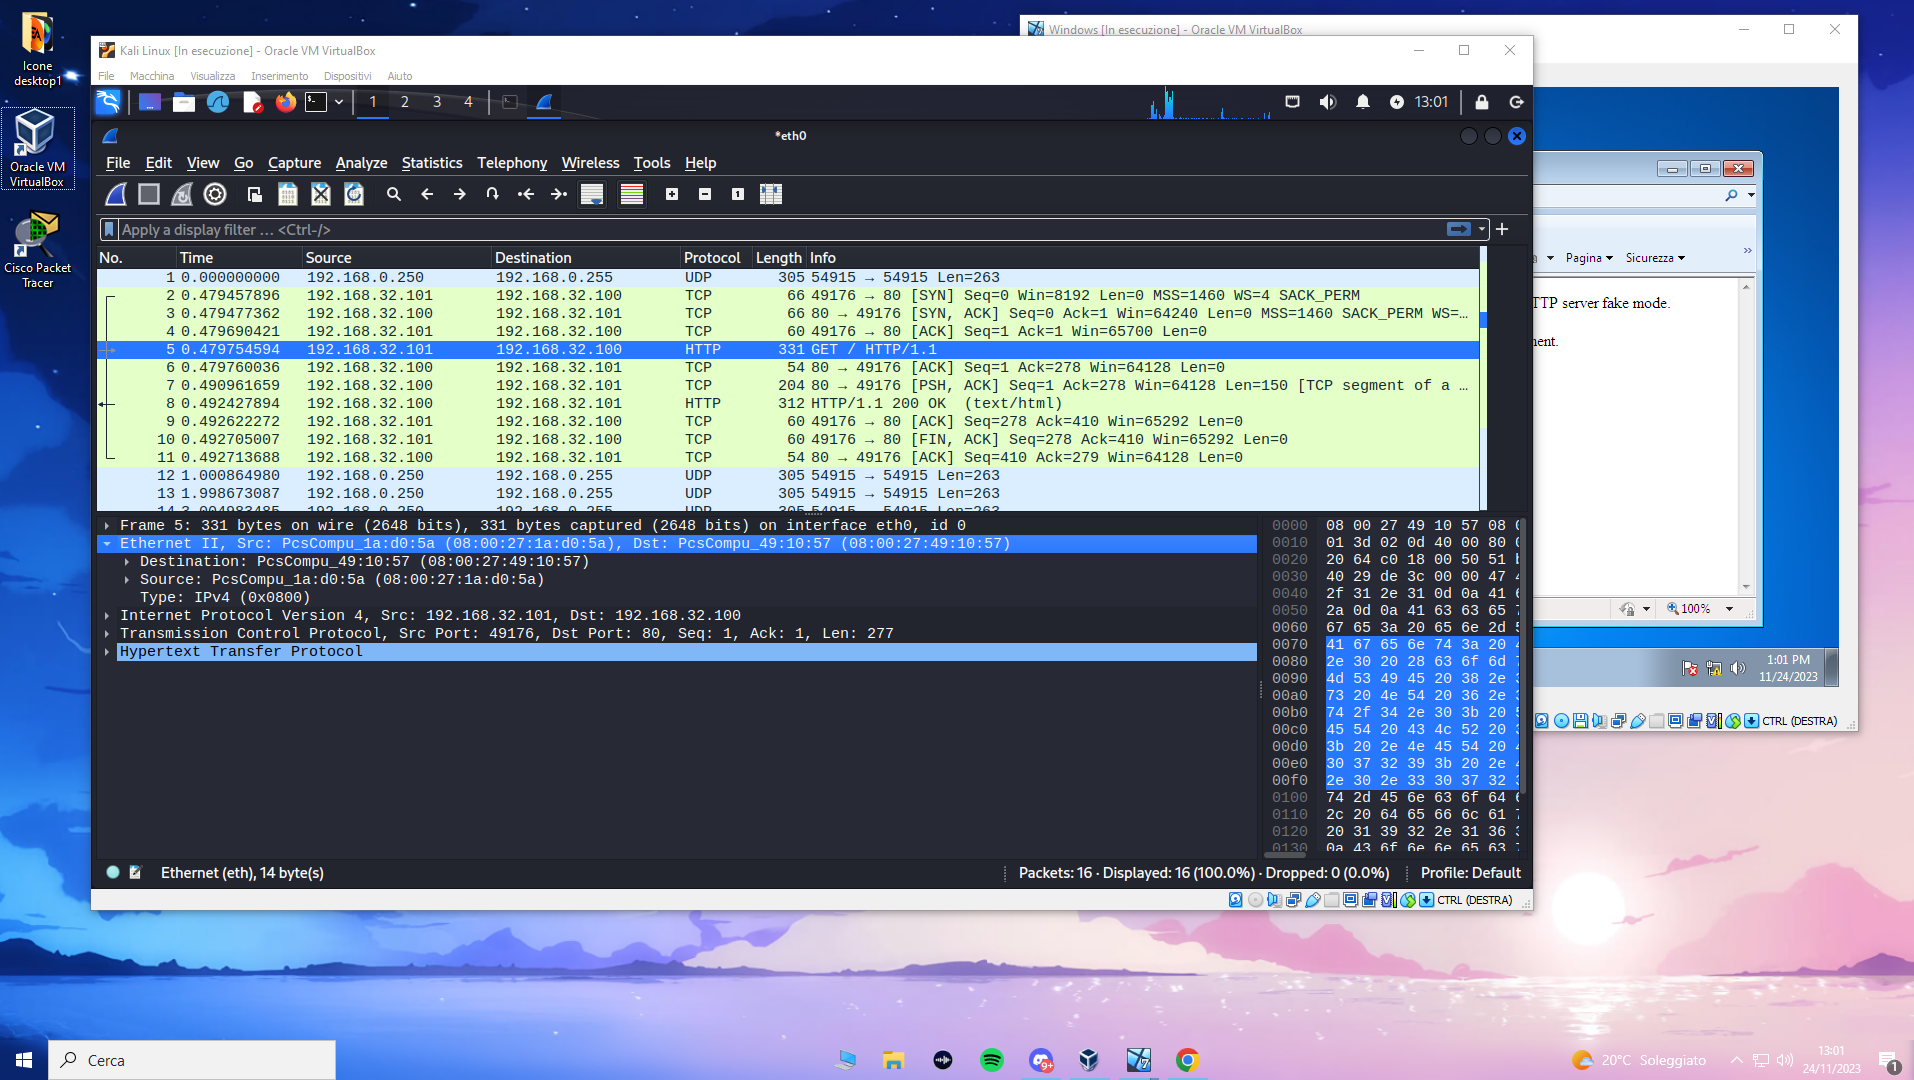 Icone
desktop1
Oracle VM
VirtualBox
Cisco Packet
Tracer
Windows [In esecuzione] - Oracle VM VirtualBox
Kali Linux [In esecuzione] - Oracle VM VirtualBox
File Macchina Visualizza Inserimento Dispositivi Aiuto
1 2 3 4 13:01
*eth0
File Edit View Go Capture Analyze Statistics Telephony Wireless Tools Help
Apply a display filter ... <Ctrl-/>
No. Time Source Destination Protocol Length Info
1 0.000000000 192.168.0.250 192.168.0.255 UDP 305 54915 → 54915 Len=263
2 0.479457896 192.168.32.101 192.168.32.100 TCP 66 49176 → 80 [SYN] Seq=0 Win=8192 Len=0 MSS=1460 WS=4 SACK_PERM
3 0.479477362 192.168.32.100 192.168.32.101 TCP 66 80 → 49176 [SYN, ACK] Seq=0 Ack=1 Win=64240 Len=0 MSS=1460 SACK_PERM WS=…
4 0.479690421 192.168.32.101 192.168.32.100 TCP 60 49176 → 80 [ACK] Seq=1 Ack=1 Win=65700 Len=0
5 0.479754594 192.168.32.101 192.168.32.100 HTTP 331 GET / HTTP/1.1
6 0.479760036 192.168.32.100 192.168.32.101 TCP 54 80 → 49176 [ACK] Seq=1 Ack=278 Win=64128 Len=0
7 0.490961659 192.168.32.100 192.168.32.101 TCP 204 80 → 49176 [PSH, ACK] Seq=1 Ack=278 Win=64128 Len=150 [TCP segment of a …
8 0.492427894 192.168.32.100 192.168.32.101 HTTP 312 HTTP/1.1 200 OK (text/html)
9 0.492622272 192.168.32.101 192.168.32.100 TCP 60 49176 → 80 [ACK] Seq=278 Ack=410 Win=65292 Len=0
10 0.492705007 192.168.32.101 192.168.32.100 TCP 60 49176 → 80 [FIN, ACK] Seq=278 Ack=410 Win=65292 Len=0
11 0.492713688 192.168.32.100 192.168.32.101 TCP 54 80 → 49176 [ACK] Seq=410 Ack=279 Win=64128 Len=0
12 1.000864980 192.168.0.250 192.168.0.255 UDP 305 54915 → 54915 Len=263
13 1.998673087 192.168.0.250 192.168.0.255 UDP 305 54915 → 54915 Len=263
Frame 5: 331 bytes on wire (2648 bits), 331 bytes captured (2648 bits) on interface eth0, id 0
Ethernet II, Src: PcsCompu_1a:d0:5a (08:00:27:1a:d0:5a), Dst: PcsCompu_49:10:57 (08:00:27:49:10:57)
Destination: PcsCompu_49:10:57 (08:00:27:49:10:57)
Source: PcsCompu_1a:d0:5a (08:00:27:1a:d0:5a)
Type: IPv4 (0x0800)
Internet Protocol Version 4, Src: 192.168.32.101, Dst: 192.168.32.100
Transmission Control Protocol, Src Port: 49176, Dst Port: 80, Seq: 1, Ack: 1, Len: 277
Hypertext Transfer Protocol
0000 08 00 27 49 10 57 08
0010 01 3d 02 0d 40 00 80
0020 20 64 c0 18 00 50 51
0030 40 29 de 3c 00 00 47
0040 2f 31 2e 31 0d 0a 41
0050 2a 0d 0a 41 63 63 65
0060 67 65 3a 20 65 6e 2d
0070 41 67 65 6e 74 3a 20
0080 2e 30 20 28 63 6f 6d
0090 4d 53 49 45 20 38 2e
00a0 73 20 4e 54 20 36 2e
00b0 74 2f 34 2e 30 3b 20
00c0 45 54 20 43 4c 52 20
00d0 3b 20 2e 4e 45 54 20
00e0 30 37 32 39 3b 20 2e
00f0 2e 30 2e 33 30 37 32
0100 74 2d 45 6e 63 6f 64
0110 2c 20 64 65 66 6c 61
0120 20 31 39 32 2e 31 36
0130 0a 43 6f 6e 6e 65 63
Ethernet (eth), 14 byte(s)
Packets: 16 · Displayed: 16 (100.0%) · Dropped: 0 (0.0%)
Profile: Default
CTRL (DESTRA)
Pagina Sicurezza
TTP server fake mode.
ment.
100%
1:01 PM
11/24/2023
CTRL (DESTRA)
Cerca
9+
7
20°C Soleggiato
13:01
24/11/2023
1